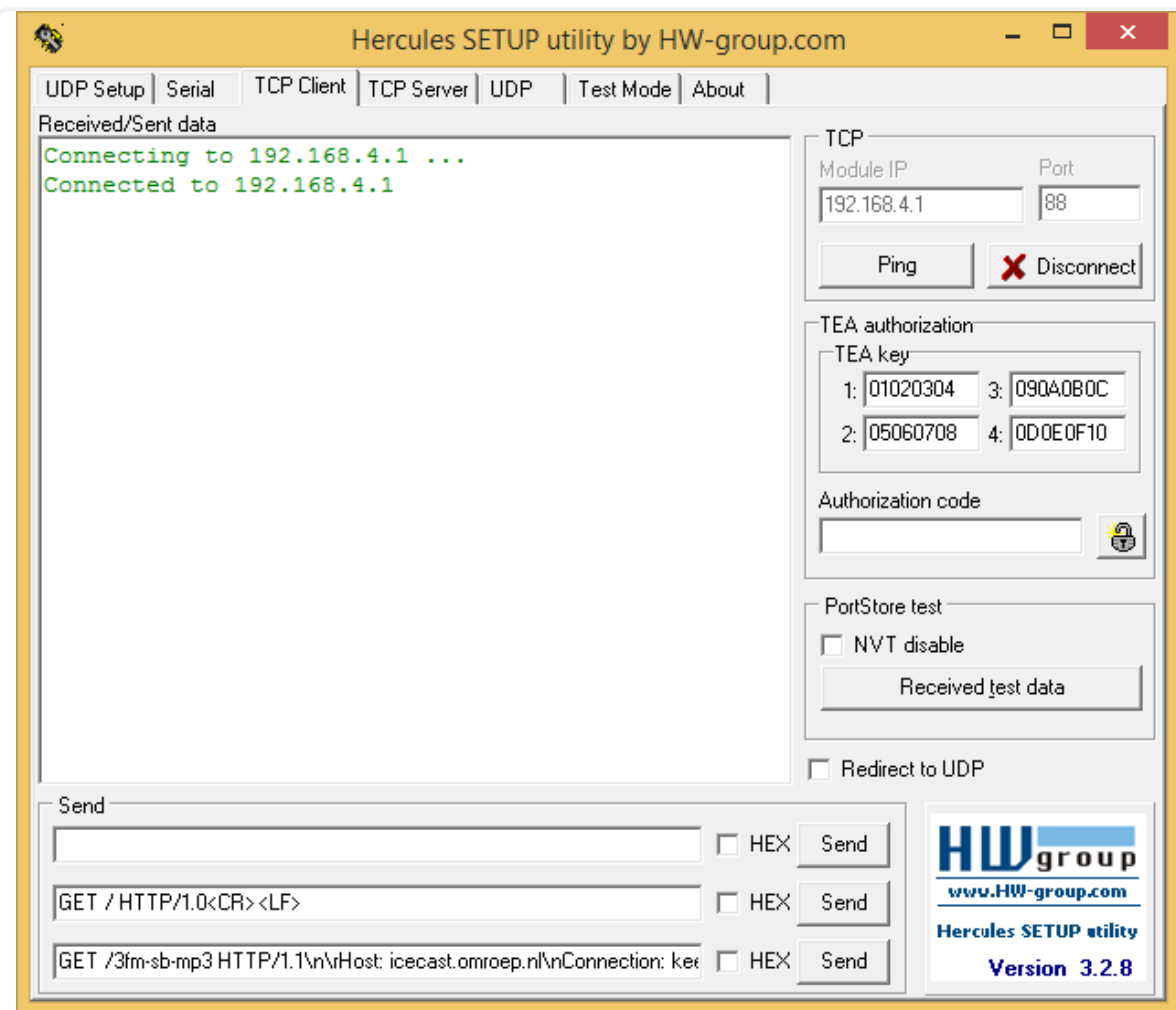 Hercules SETUP utility by HW-group.com
UDP Setup Serial TCP Client TCP Server UDP Test Mode About
Received/Sent data
Connecting to 192.168.4.1 ...
Connected to 192.168.4.1
TCP
Module IP Port
192.168.4.1 88
Ping Disconnect
TEA authorization
TEA key
1: 01020304 3: 090A0B0C
2: 05060708 4: 0D0E0F10
Authorization code
PortStore test
NVT disable
Received test data
Redirect to UDP
Send
HEX Send
GET / HTTP/1.0<CR><LF> HEX Send
GET /3fm-sb-mp3 HTTP/1.1\n\rHost: icecast.omroep.nl\nConnection: kee HEX Send
HWgroup
www.HW-group.com
Hercules SETUP utility
Version 3.2.8